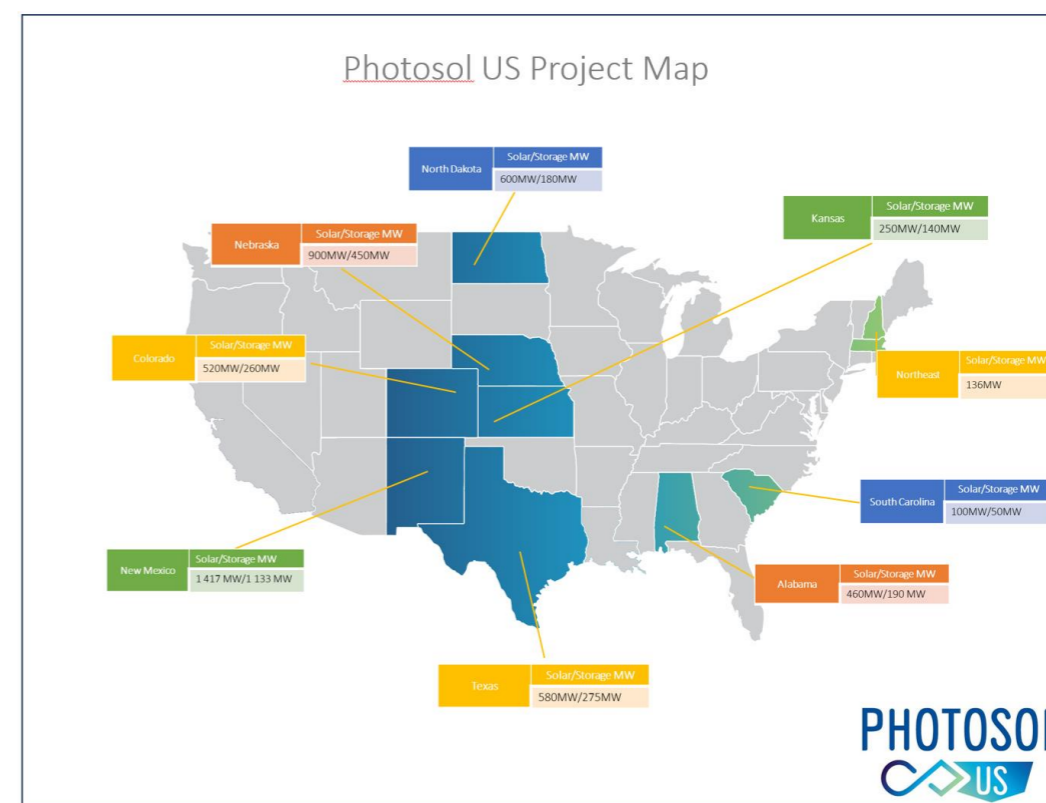 Photosol US Project Map
North Dakota
Solar/Storage MW
600MW/180MW
Kansas
Solar/Storage MW
250MW/140MW
Nebraska
Solar/Storage MW
900MW/450MW
Colorado
Solar/Storage MW
520MW/260MW
Northeast
Solar/Storage MW
136MW
South Carolina
Solar/Storage MW
100MW/50MW
New Mexico
Solar/Storage MW
1 417 MW/1 133 MW
Alabama
Solar/Storage MW
460MW/190 MW
Texas
Solar/Storage MW
580MW/275MW
PHOTOSOL
US